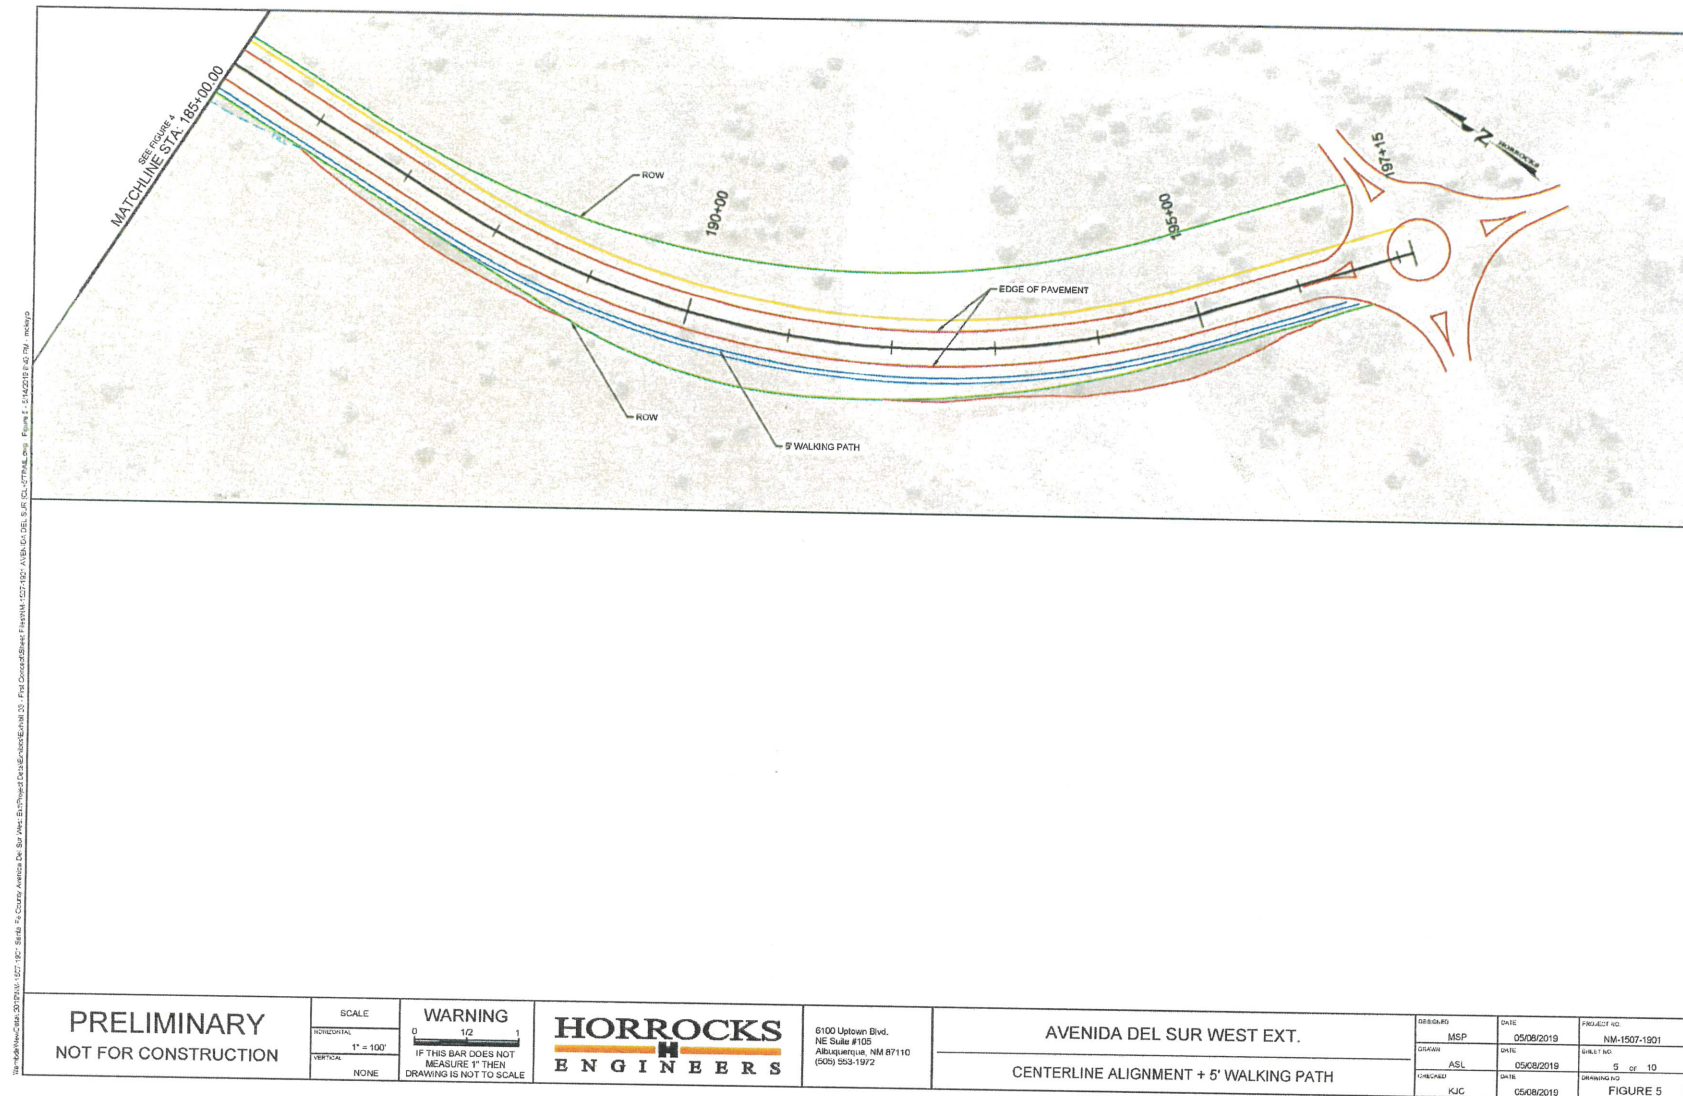 SEE FIGURE 4
MATCHLINE STA: 185+00.00
ROW
190+00
195+00
197+15
Z
HORROCKS
EDGE OF PAVEMENT
ROW
5' WALKING PATH
PRELIMINARY
NOT FOR CONSTRUCTION
SCALE
HORIZONTAL
1" = 100'
VERTICAL
NONE
WARNING
0 1/2 1
IF THIS BAR DOES NOT
MEASURE 1" THEN
DRAWING IS NOT TO SCALE
HORROCKS
H
ENGINEERS
6100 Uptown Blvd.
NE Suite #105
Albuquerque, NM 87110
(505) 553-1972
AVENIDA DEL SUR WEST EXT.
CENTERLINE ALIGNMENT + 5' WALKING PATH
DESIGNED
MSP
DATE
05/08/2019
PROJECT NO.
NM-1507-1901
DRAWN
ASL
DATE
05/08/2019
SHEET NO.
5 OF 10
CHECKED
KJC
DATE
05/08/2019
DRAWING NO
FIGURE 5